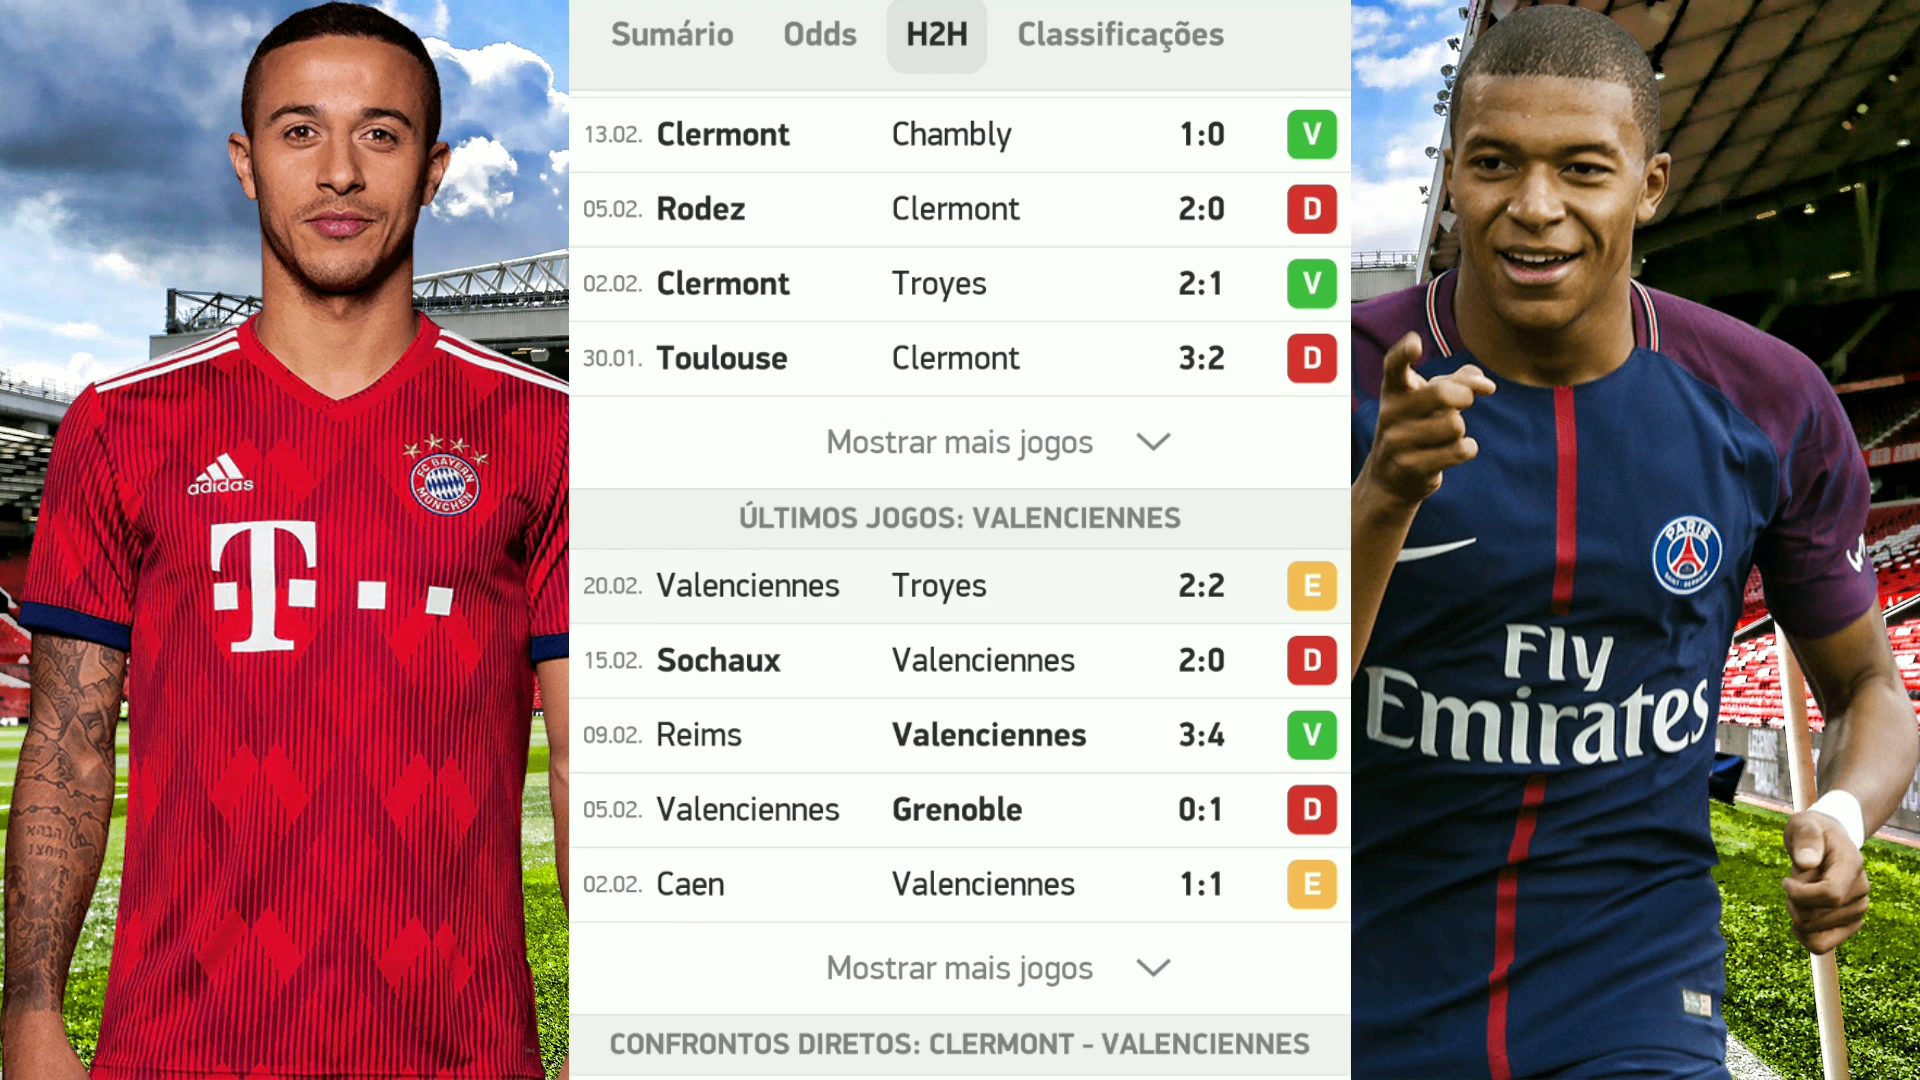 Sumário Odds H2H Classificações
13.02. Clermont Chambly 1:0 V
05.02. Rodez Clermont 2:0 D
02.02. Clermont Troyes 2:1 V
30.01. Toulouse Clermont 3:2 D
Mostrar mais jogos
ÚLTIMOS JOGOS: VALENCIENNES
20.02. Valenciennes Troyes 2:2 E
15.02. Sochaux Valenciennes 2:0 D
09.02. Reims Valenciennes 3:4 V
05.02. Valenciennes Grenoble 0:1 D
02.02. Caen Valenciennes 1:1 E
Mostrar mais jogos
CONFRONTOS DIRETOS: CLERMONT - VALENCIENNES
adidas
FC BAYERN
MÜNCHEN
T
PARIS
SAINT-GERMAIN
Fly
Emirates